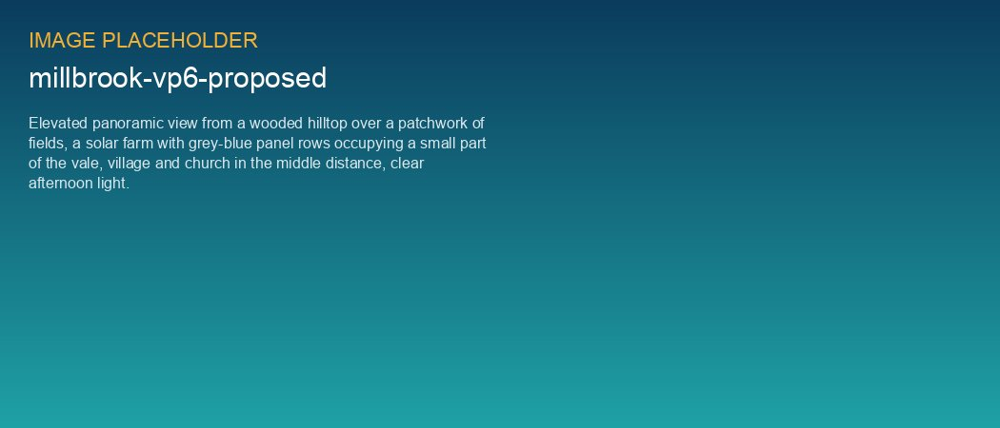 IMAGE PLACEHOLDER
millbrook-vp6-proposed
Elevated panoramic view from a wooded hilltop over a patchwork of
fields, a solar farm with grey-blue panel rows occupying a small part
of the vale, village and church in the middle distance, clear
afternoon light.